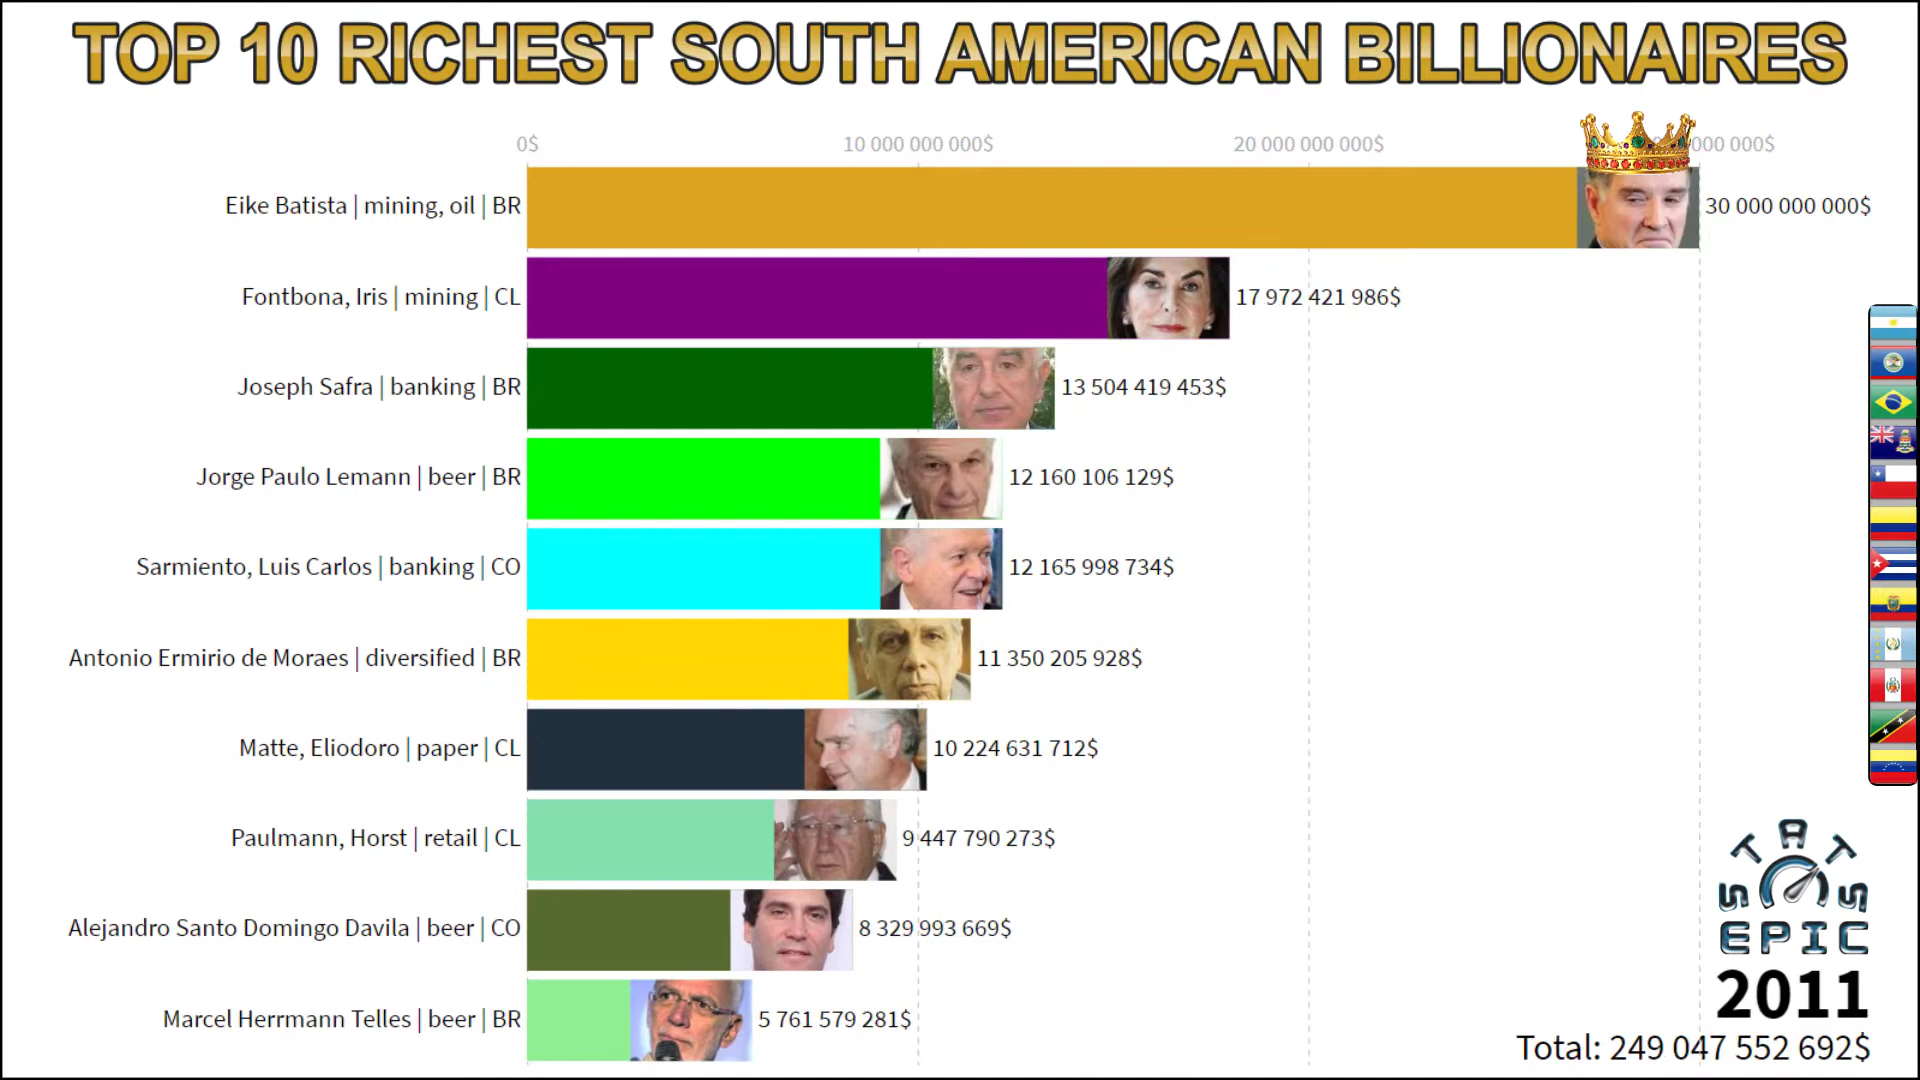 TOP 10 RICHEST SOUTH AMERICAN BILLIONAIRES
0$ 10 000 000 000$ 20 000 000 000$ 000 000$
Eike Batista | mining, oil | BR 30 000 000 000$
Fontbona, Iris | mining | CL 17 972 421 986$
Joseph Safra | banking | BR 13 504 419 453$
Jorge Paulo Lemann | beer | BR 12 160 106 129$
Sarmiento, Luis Carlos | banking | CO 12 165 998 734$
Antonio Ermirio de Moraes | diversified | BR 11 350 205 928$
Matte, Eliodoro | paper | CL 10 224 631 712$
Paulmann, Horst | retail | CL 9 447 790 273$
Alejandro Santo Domingo Davila | beer | CO 8 329 993 669$
Marcel Herrmann Telles | beer | BR 5 761 579 281$
STATS
EPIC
2011
Total: 249 047 552 692$